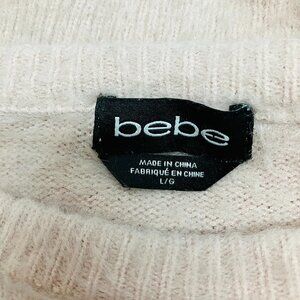 bebe
MADE IN CHINA
FABRIQUÉ EN CHINE
L/G